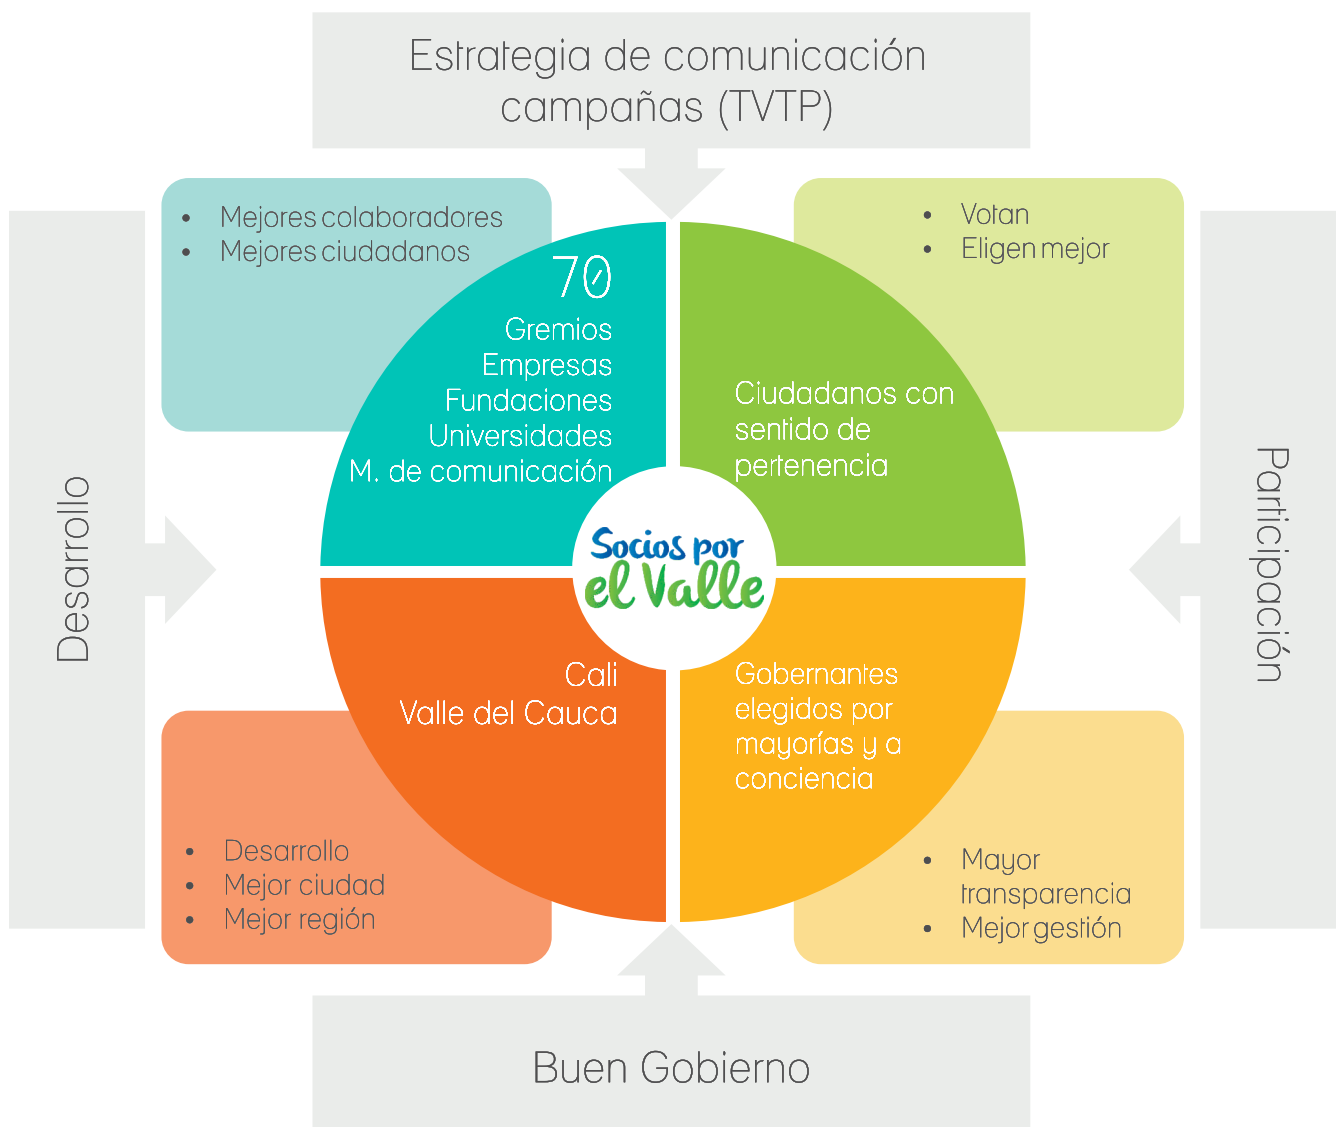 Estrategia de comunicación
campañas (TVTP)
• Mejores colaboradores
• Mejores ciudadanos
• Votan
• Eligen mejor
70
Gremios
Empresas
Fundaciones
Universidades
M. de comunicación
Ciudadanos con
sentido de
pertenencia
Desarrollo
Socios por
el Valle
Participación
Cali
Valle del Cauca
Gobernantes
elegidos por
mayorías y a
conciencia
• Desarrollo
• Mejor ciudad
• Mejor región
• Mayor
transparencia
• Mejor gestión
Buen Gobierno